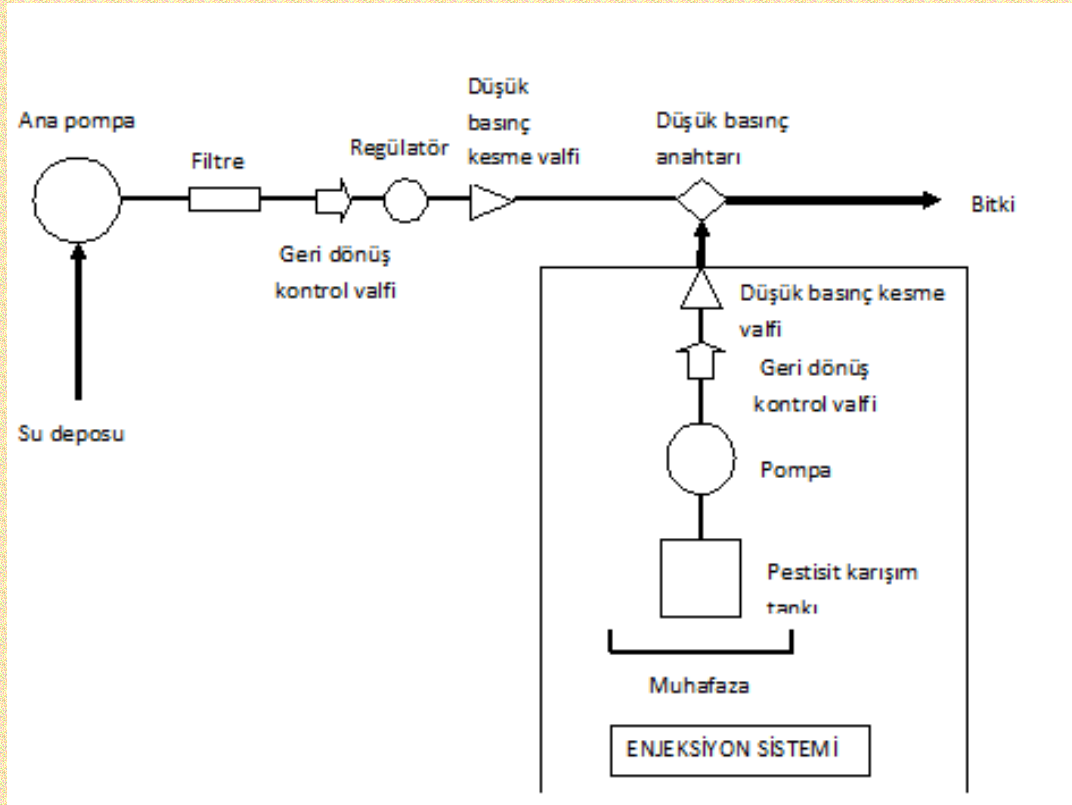 Ana pompa
Filtre
Geri dönüş
kontrol valfi
Regülatör
Düşük
basınç
kesme valfi
Düşük basınç
anahtarı
Bitki
Su deposu
Düşük basınç kesme
valfi
Geri dönüş
kontrol valfi
Pompa
Pestisit karışım
tankı
Muhafaza
ENJEKSİYON SİSTEMİ